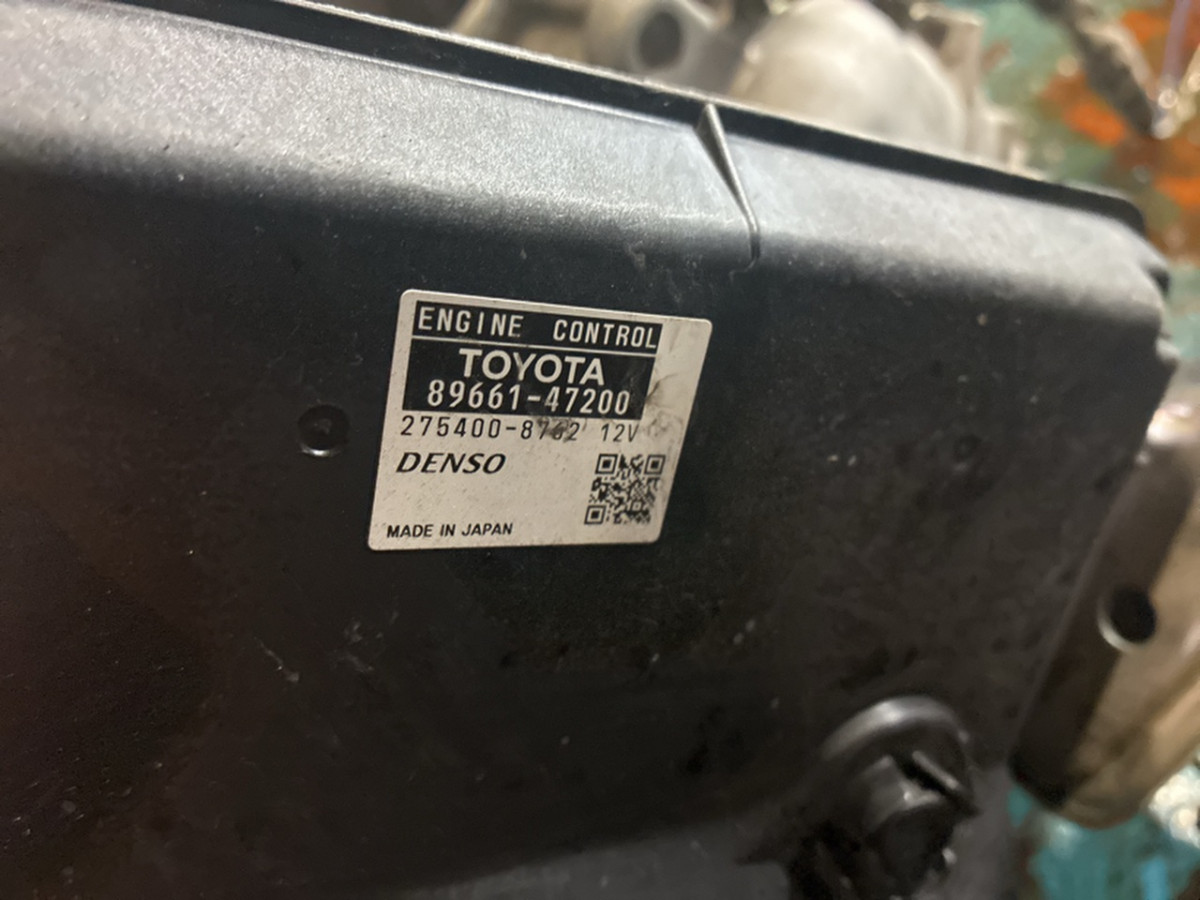 ENGINE CONTROL
TOYOTA
89661-47200
12V
DENSO
MADE IN JAPAN